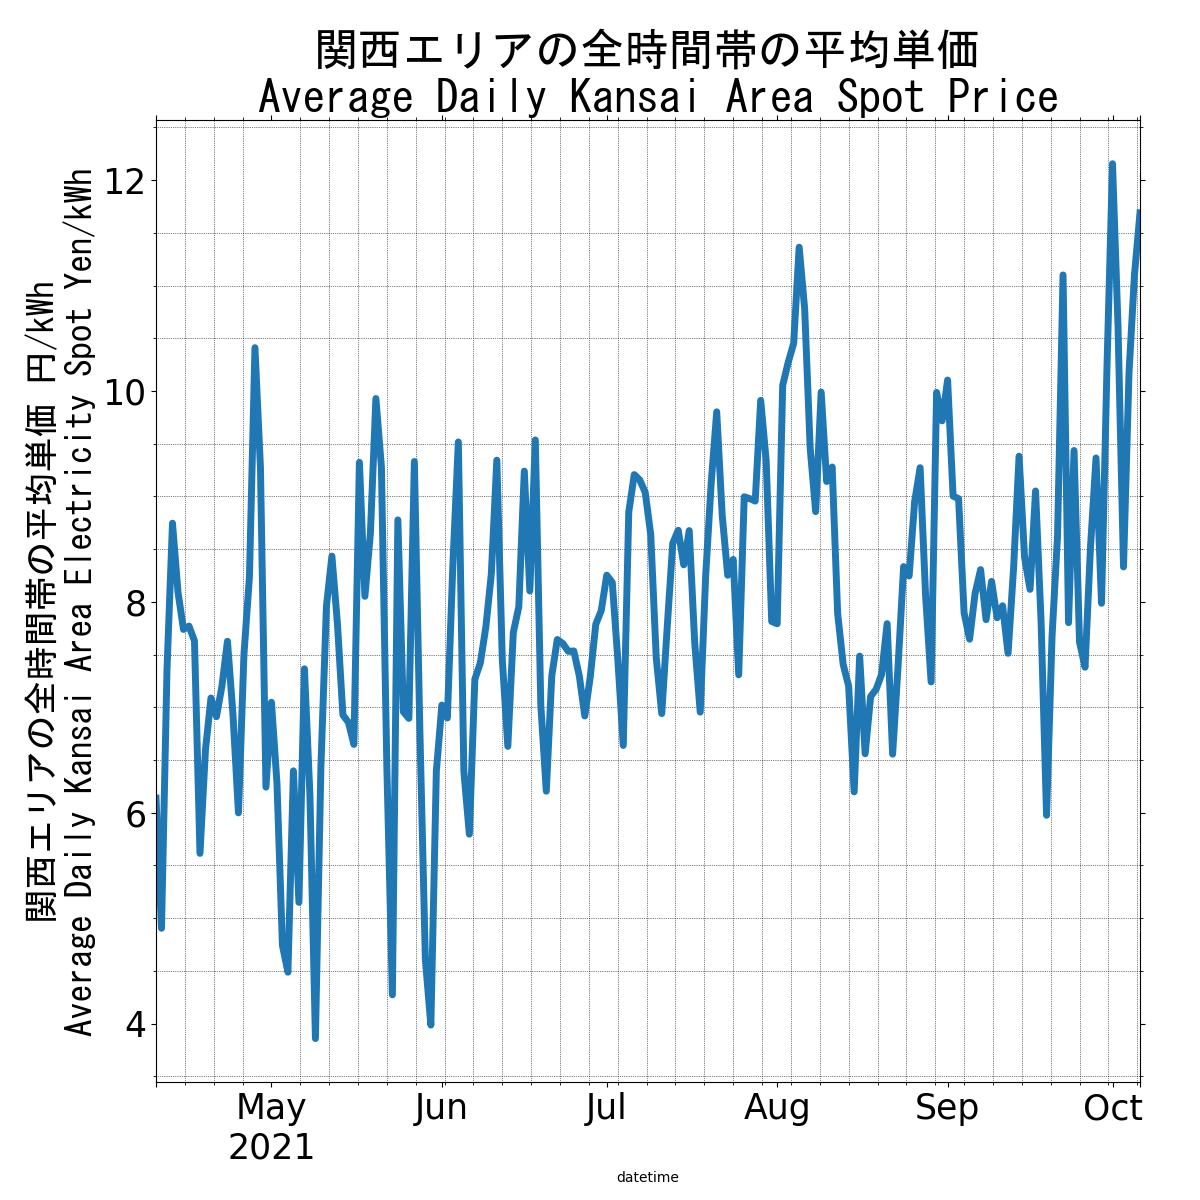 関西エリアの全時間帯の平均単価
Average Daily Kansai Area Spot Price
関西エリアの全時間帯の平均単価 円/kWh
Average Daily Kansai Area Electricity Spot Yen/kWh
12
10
8
6
4
May Jun Jul Aug Sep Oct
2021
datetime